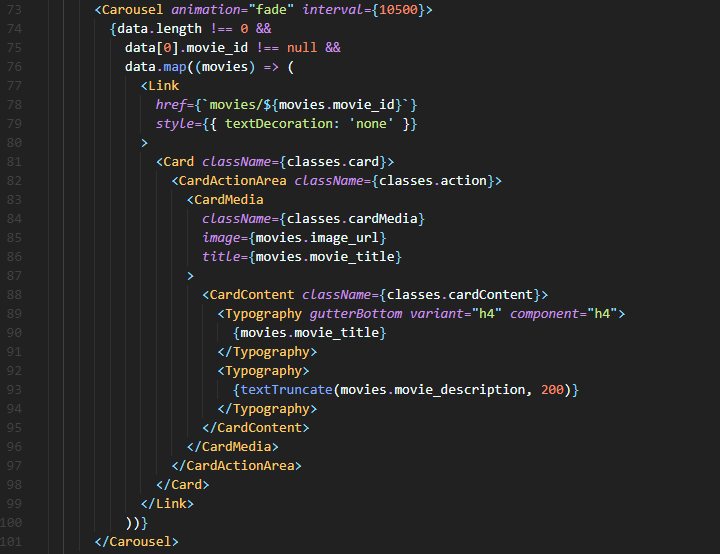 73 <Carousel animation="fade" interval={10500}>
74 {data.length !== 0 &&
75 data[0].movie_id !== null &&
76 data.map((movies) => (
77 <Link
78 href={`movies/${movies.movie_id}`}
79 style={{ textDecoration: 'none' }}
80 >
81 <Card className={classes.card}>
82 <CardActionArea className={classes.action}>
83 <CardMedia
84 className={classes.cardMedia}
85 image={movies.image_url}
86 title={movies.movie_title}
87 >
88 <CardContent className={classes.cardContent}>
89 <Typography gutterBottom variant="h4" component="h4">
90 {movies.movie_title}
91 </Typography>
92 <Typography>
93 {textTruncate(movies.movie_description, 200)}
94 </Typography>
95 </CardContent>
96 </CardMedia>
97 </CardActionArea>
98 </Card>
99 </Link>
100 ))}
101 </Carousel>